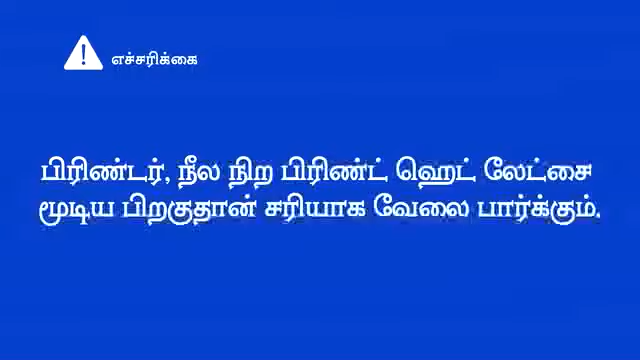 எச்சரிக்கை
பிரிண்டர், நீல நிற பிரிண்ட் ஹெட் லேட்சை
மூடிய பிறகுதான் சரியாக வேலை பார்க்கும்.